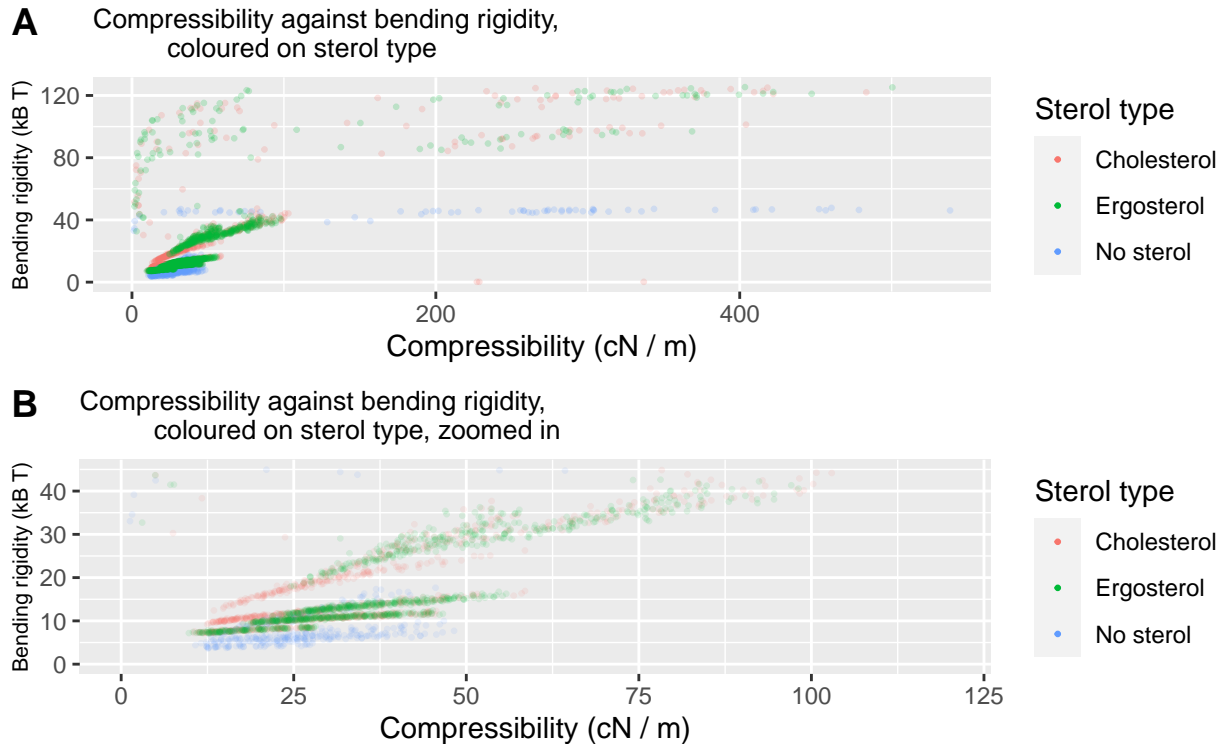 A
Compressibility against bending rigidity,
coloured on sterol type
Bending rigidity (kB T)
120
80
40
0
0
200
400
Compressibility (cN / m)
Sterol type
Cholesterol
Ergosterol
No sterol
B
Compressibility against bending rigidity,
coloured on sterol type, zoomed in
Bending rigidity (kB T)
40
30
20
10
0
0
25
50
75
100
125
Compressibility (cN / m)
Sterol type
Cholesterol
Ergosterol
No sterol